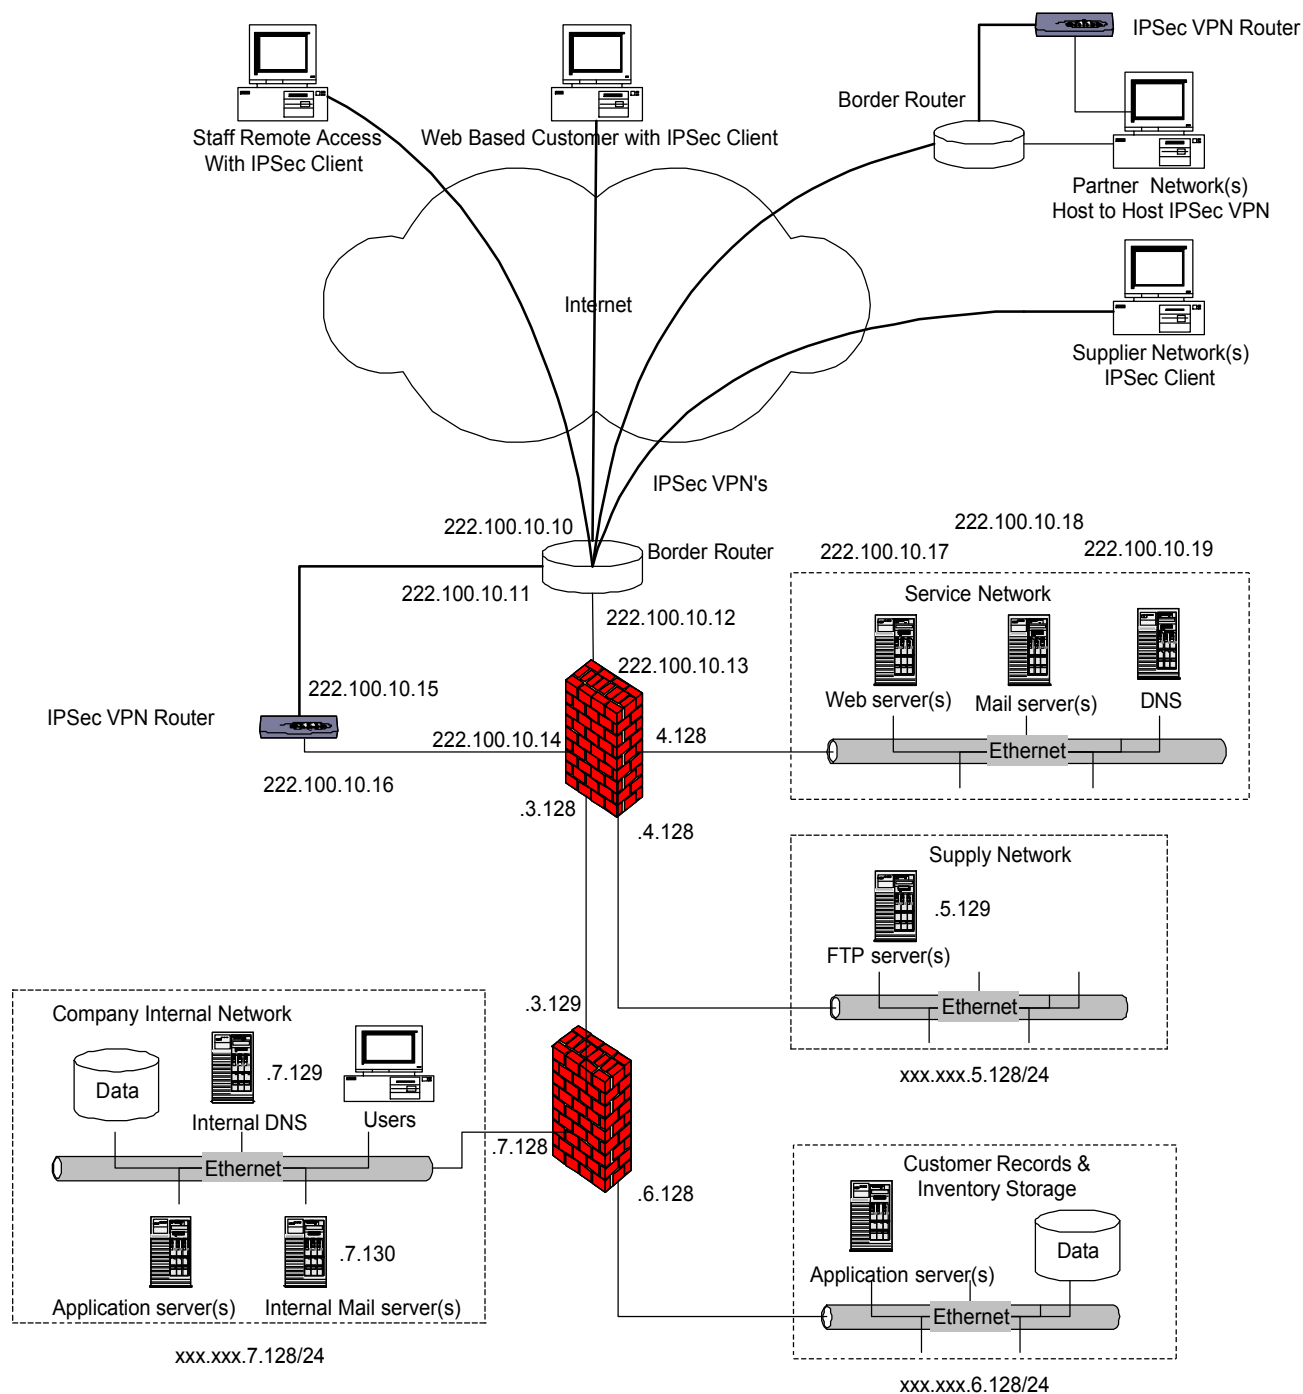 IPSec VPN Router
Border Router
Staff Remote Access
With IPSec Client
Web Based Customer with IPSec Client
Partner Network(s)
Host to Host IPSec VPN
Internet
Supplier Network(s)
IPSec Client
IPSec VPN's
222.100.10.10
Border Router
222.100.10.11
222.100.10.12
222.100.10.18
222.100.10.17
222.100.10.19
Service Network
Web server(s)
Mail server(s)
DNS
Ethernet
222.100.10.13
222.100.10.15
IPSec VPN Router
222.100.10.14
222.100.10.16
4.128
.3.128
.4.128
Supply Network
.5.129
FTP server(s)
Ethernet
xxx.xxx.5.128/24
.3.129
Company Internal Network
Data
.7.129
Internal DNS
Users
Ethernet
.7.128
.6.128
.7.130
Application server(s)
Internal Mail server(s)
xxx.xxx.7.128/24
Customer Records &
Inventory Storage
Data
Application server(s)
Ethernet
xxx.xxx.6.128/24